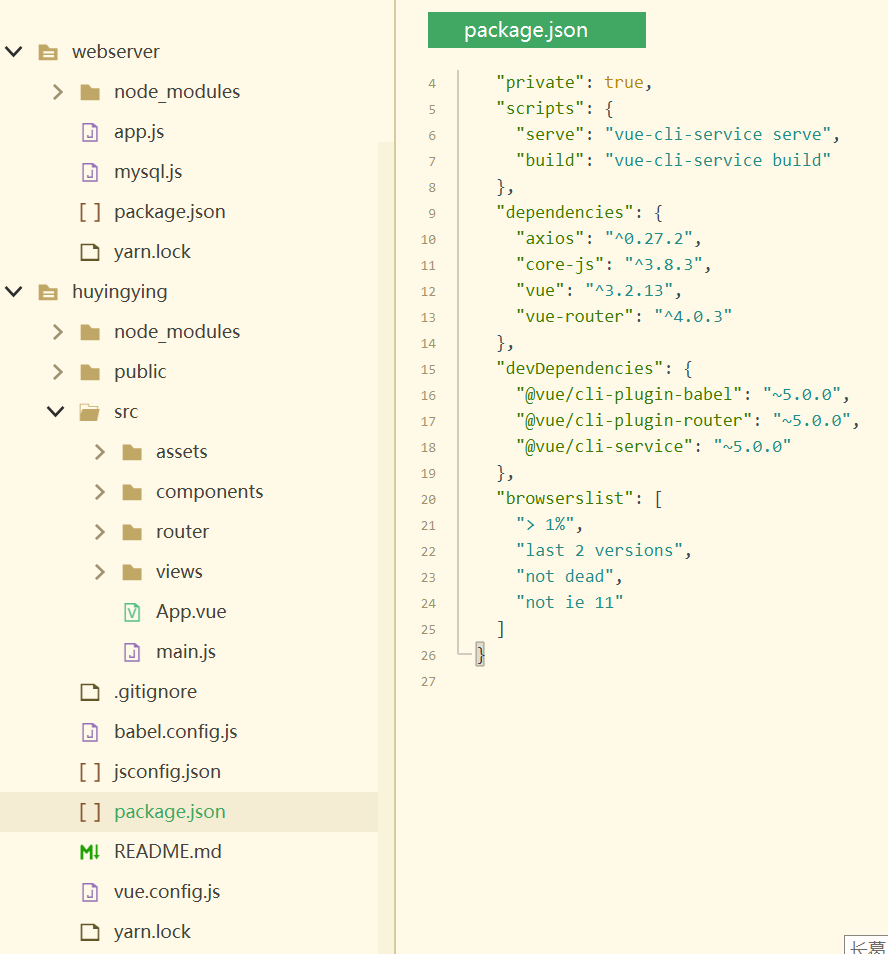 webserver
node_modules
app.js
mysql.js
[ ] package.json
yarn.lock
huyingying
node_modules
public
src
assets
components
router
views
App.vue
main.js
.gitignore
babel.config.js
[ ] jsconfig.json
[ ] package.json
M↓ README.md
vue.config.js
yarn.lock
package.json
4 "private": true,
5 "scripts": {
6 "serve": "vue-cli-service serve",
7 "build": "vue-cli-service build"
8 },
9 "dependencies": {
10 "axios": "^0.27.2",
11 "core-js": "^3.8.3",
12 "vue": "^3.2.13",
13 "vue-router": "^4.0.3"
14 },
15 "devDependencies": {
16 "@vue/cli-plugin-babel": "~5.0.0",
17 "@vue/cli-plugin-router": "~5.0.0",
18 "@vue/cli-service": "~5.0.0"
19 },
20 "browserslist": [
21 "> 1%",
22 "last 2 versions",
23 "not dead",
24 "not ie 11"
25 ]
26 }
27
长葛